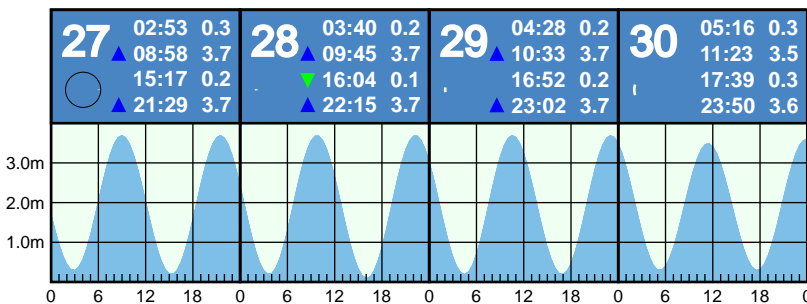 27
02:53 0.3
▲ 08:58 3.7
15:17 0.2
▲ 21:29 3.7
28
03:40 0.2
▲ 09:45 3.7
▼ 16:04 0.1
▲ 22:15 3.7
29
04:28 0.2
▲ 10:33 3.7
16:52 0.2
▲ 23:02 3.7
30
05:16 0.3
11:23 3.5
17:39 0.3
23:50 3.6
3.0m
2.0m
1.0m
0 6 12 18 0 6 12 18 0 6 12 18 0 6 12 18 0